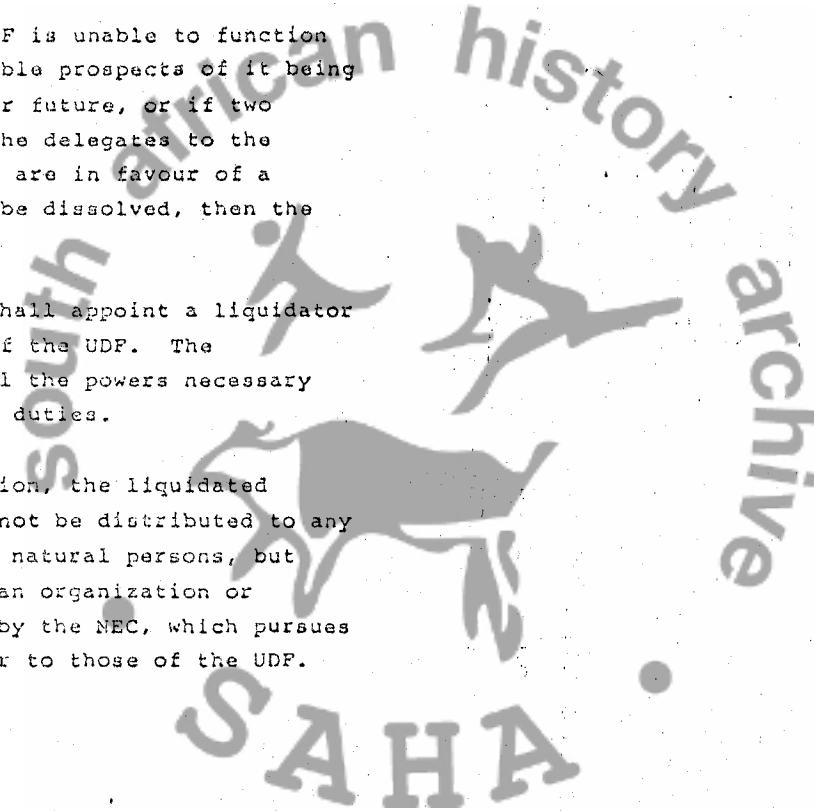 F is unable to function
ble prospects of it being
r future, or if two
he delegates to the
are in favour of a
be dissolved, then the
hall appoint a liquidator
f the UDF. The
l the powers necessary
duties.
ion, the liquidated
not be distributed to any
natural persons, but
an organization or
by the NEC, which pursues
r to those of the UDF.
south african history archive
SAHA